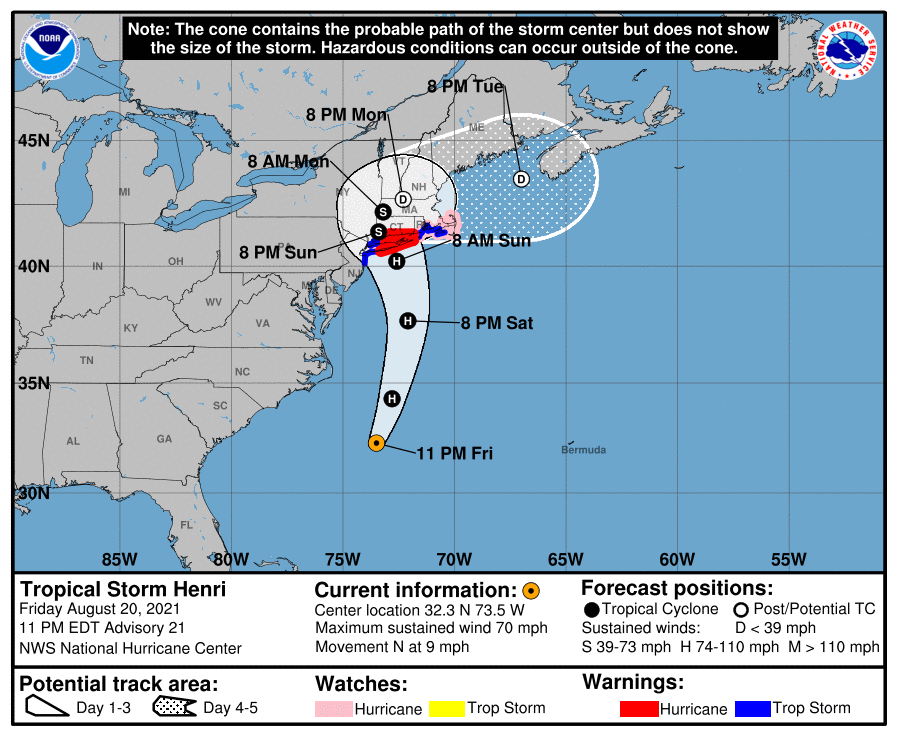 Note: The cone contains the probable path of the storm center but does not show
the size of the storm. Hazardous conditions can occur outside of the cone.
NOAA
NATIONAL WEATHER SERVICE
8 PM Tue
8 PM Mon
ME
45N
8 AM Mon
VT
NH
D
MI
NY
D
S
MA
CT
S
8 AM Sun
8 PM Sun
PA
40N
IN
OH
NJ
H
DE
WV
VA
KY
H
8 PM Sat
TN
NC
35N
H
SC
AL
GA
11 PM Fri
Bermuda
30N
FL
85W
80W
75W
70W
65W
60W
55W
Tropical Storm Henri
Friday August 20, 2021
11 PM EDT Advisory 21
NWS National Hurricane Center
Current information:
Center location 32.3 N 73.5 W
Maximum sustained wind 70 mph
Movement N at 9 mph
Forecast positions:
Tropical Cyclone
Post/Potential TC
Sustained winds:
D < 39 mph
S 39-73 mph H 74-110 mph M > 110 mph
Potential track area:
Day 1-3
Day 4-5
Watches:
Hurricane
Trop Storm
Warnings:
Hurricane
Trop Storm